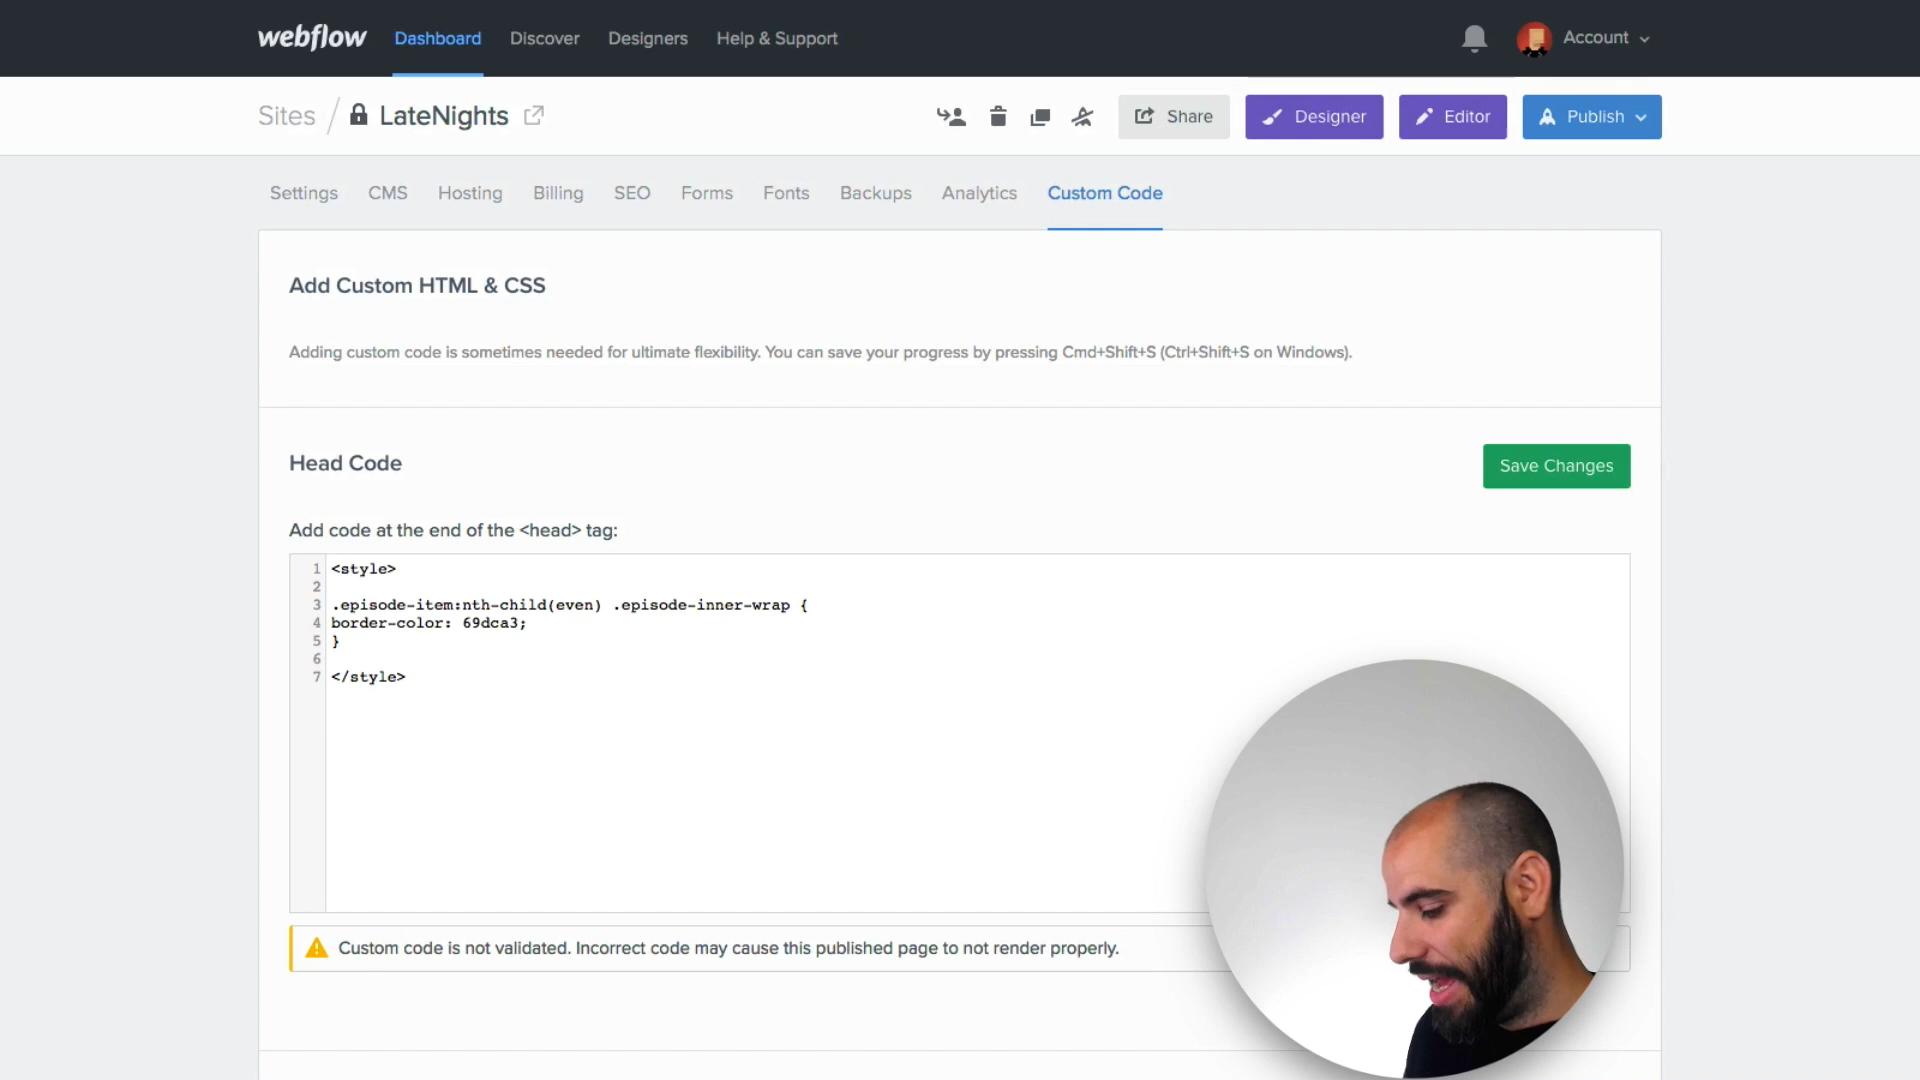 webflow Dashboard Discover Designers Help & Support Account
Sites / LateNights Share Designer Editor Publish
Settings CMS Hosting Billing SEO Forms Fonts Backups Analytics Custom Code
Add Custom HTML & CSS
Adding custom code is sometimes needed for ultimate flexibility. You can save your progress by pressing Cmd+Shift+S (Ctrl+Shift+S on Windows).
Head Code Save Changes
Add code at the end of the <head> tag:
1 <style>
2
3 .episode-item:nth-child(even) .episode-inner-wrap {
4 border-color: 69dca3;
5 }
6
7 </style>
Custom code is not validated. Incorrect code may cause this published page to not render properly.